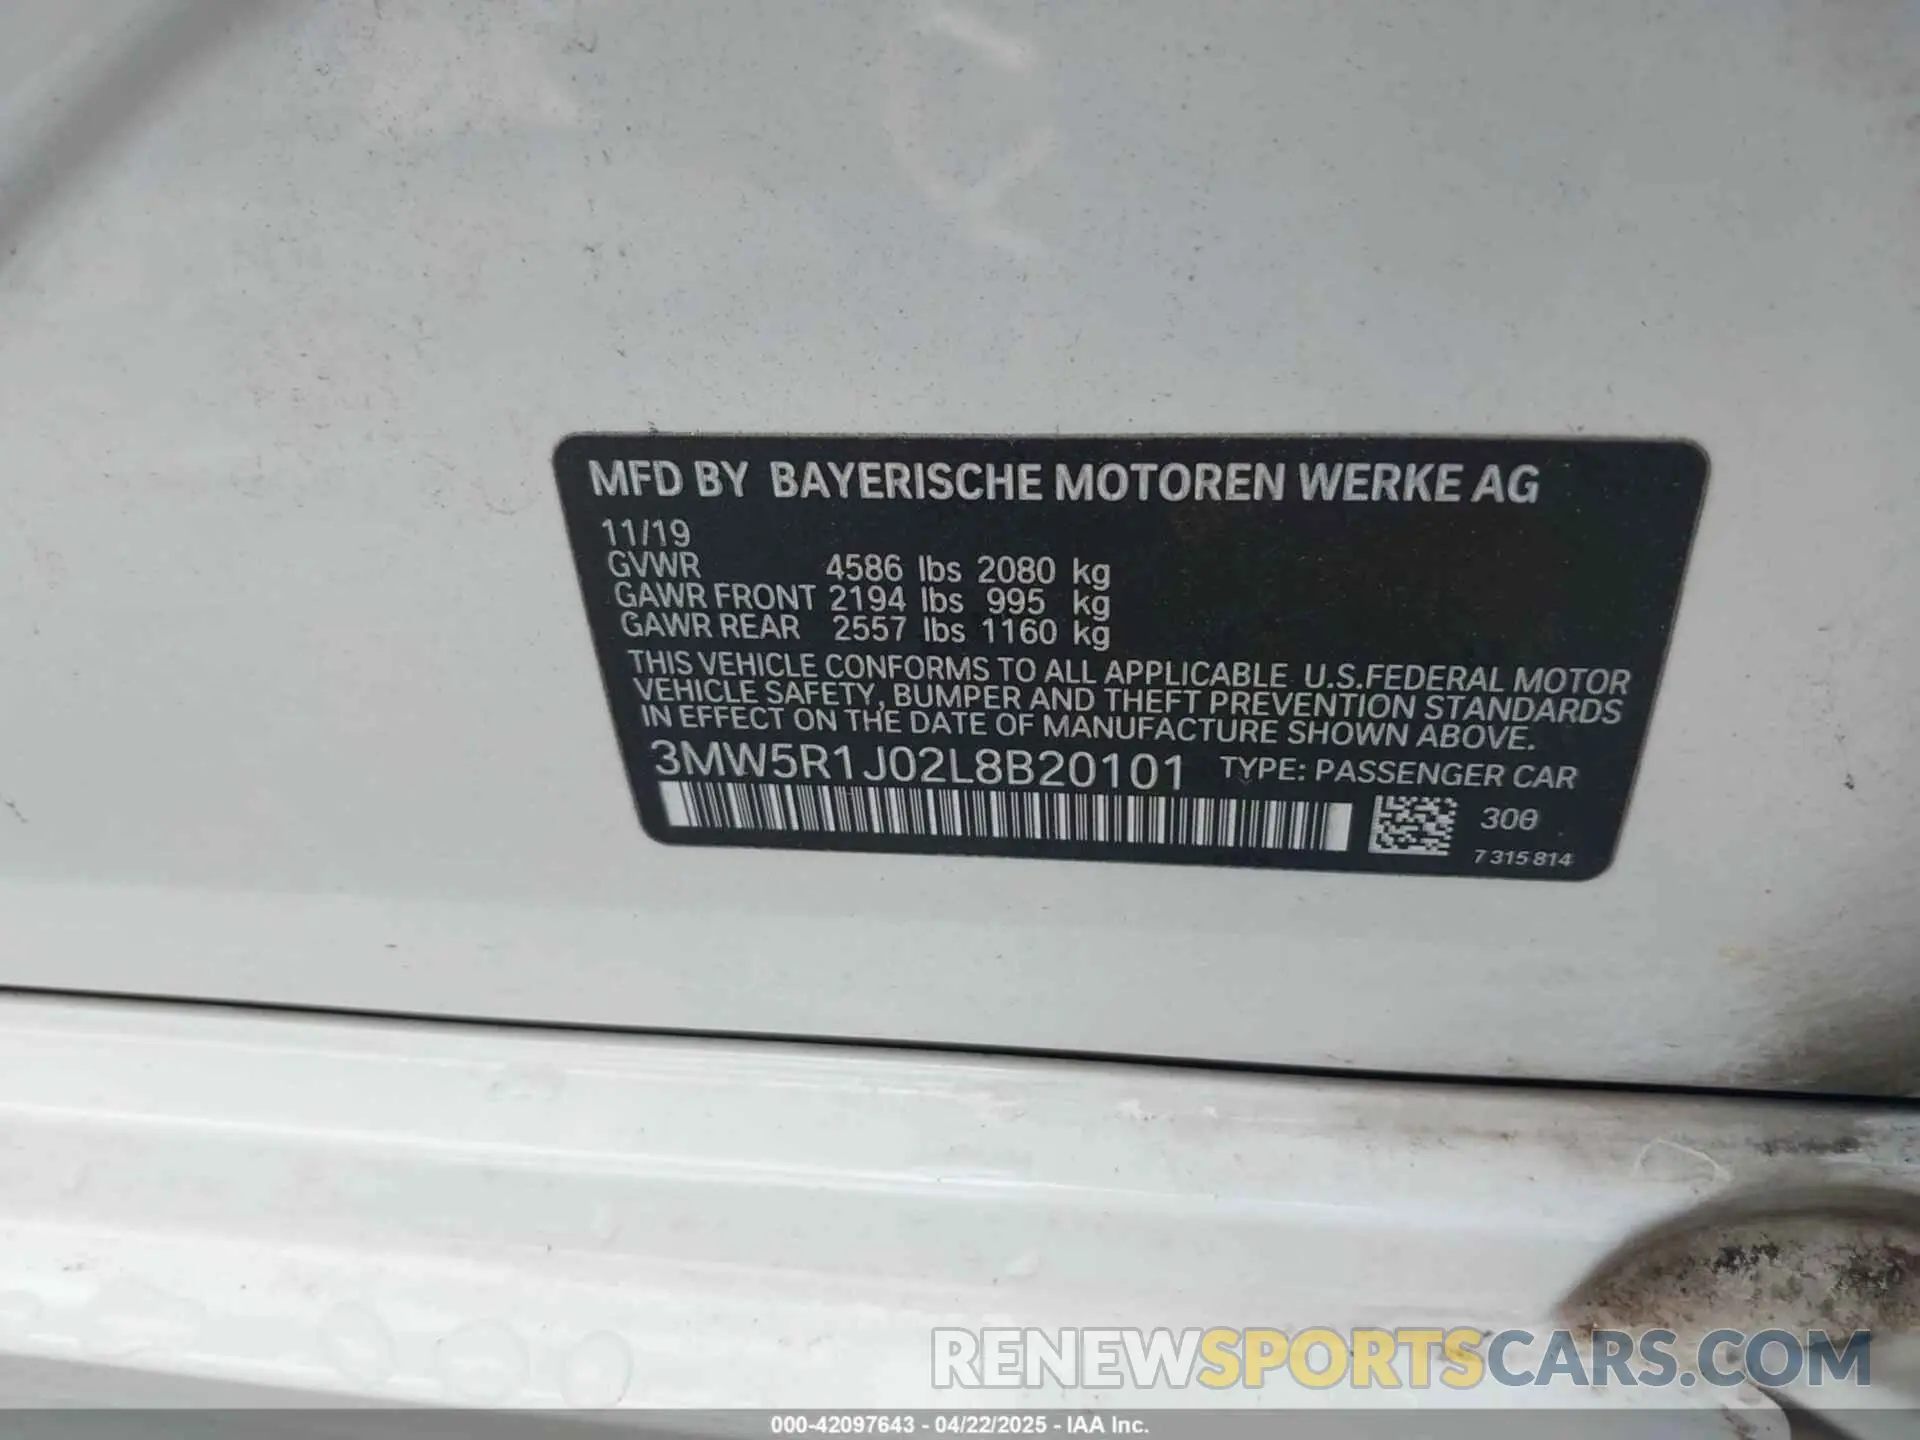 MFD BY BAYERISCHE MOTOREN WERKE AG
11/19
GVWR 4586 lbs 2080 kg
GAWR FRONT 2194 lbs 995 kg
GAWR REAR 2557 lbs 1160 kg
THIS VEHICLE CONFORMS TO ALL APPLICABLE U.S.FEDERAL MOTOR
VEHICLE SAFETY, BUMPER AND THEFT PREVENTION STANDARDS
IN EFFECT ON THE DATE OF MANUFACTURE SHOWN ABOVE.
3MW5R1J02L8B20101 TYPE: PASSENGER CAR
300
7 315 814
RENEWSPORTSCARS.COM
000-42097643 - 04/22/2025 - IAA Inc.